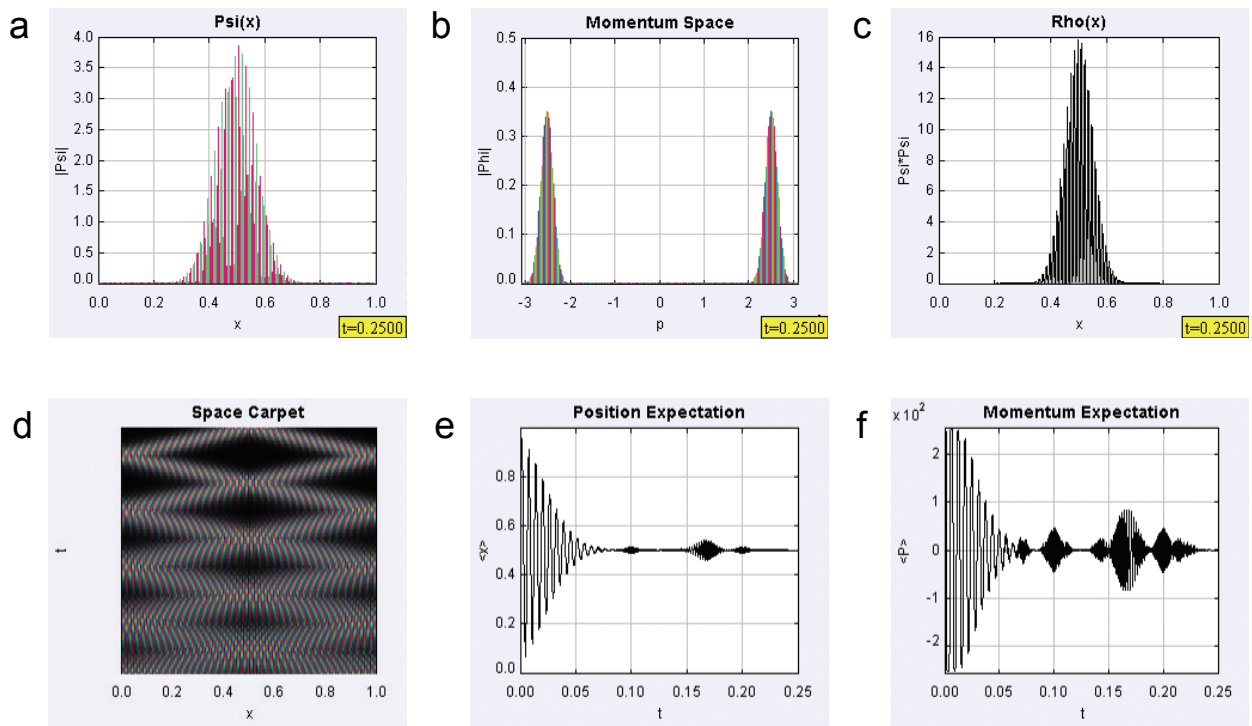 a
Psi(x)
4.0
3.5
3.0
2.5
2.0
1.5
1.0
0.5
0.0
|Psi|
0.0 0.2 0.4 0.6 0.8 1.0
x
t=0.2500
b
Momentum Space
0.5
0.4
0.3
0.2
0.1
0.0
|Phi|
-3 -2 -1 0 1 2 3
p
t=0.2500
c
Rho(x)
16
14
12
10
8
6
4
2
0
Psi*Psi
0.0 0.2 0.4 0.6 0.8 1.0
x
t=0.2500
d
Space Carpet
t
0.0 0.2 0.4 0.6 0.8 1.0
x
e
Position Expectation
0.8
0.6
0.4
0.2
0.0
<x>
0.00 0.05 0.10 0.15 0.20 0.25
t
f
Momentum Expectation
x 10^2
2
1
0
-1
-2
<P>
0.00 0.05 0.10 0.15 0.20 0.25
t